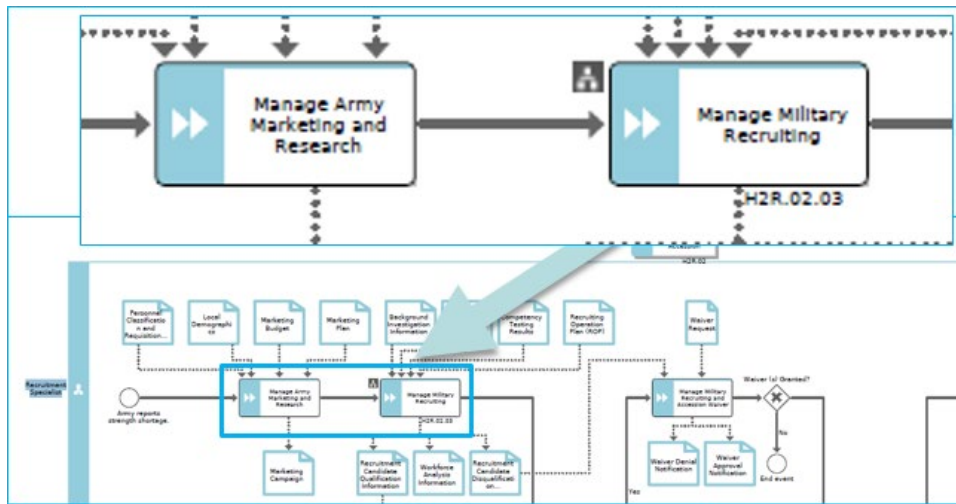 Manage Army
Marketing and
Research
Manage Military
Recruiting
H2R.02.03
Accession
H2R.02
Personnel
Classificatio
n and
Requisition...
Local
Demographi
cs
Marketing
Budget
Marketing
Plan
Background
Investigation
Information
Competency
Testing
Results
Recruiting
Operation
Plan (ROP)
Waiver
Request
Recruitment
Specialist
Army reports
strength shortage.
Manage Army
Marketing and
Research
Manage Military
Recruiting
H2R.02.03
Manage Military
Recruiting and
Accession Waiver
Waiver (s) Granted?
No
End event
Yes
Marketing
Campaign
Recruitment
Candidate
Qualification
Information
Workforce
Analysis
Information
Recruitment
Candidate
Disqualificati
on...
Waiver Denial
Notification
Waiver
Approval
Notification